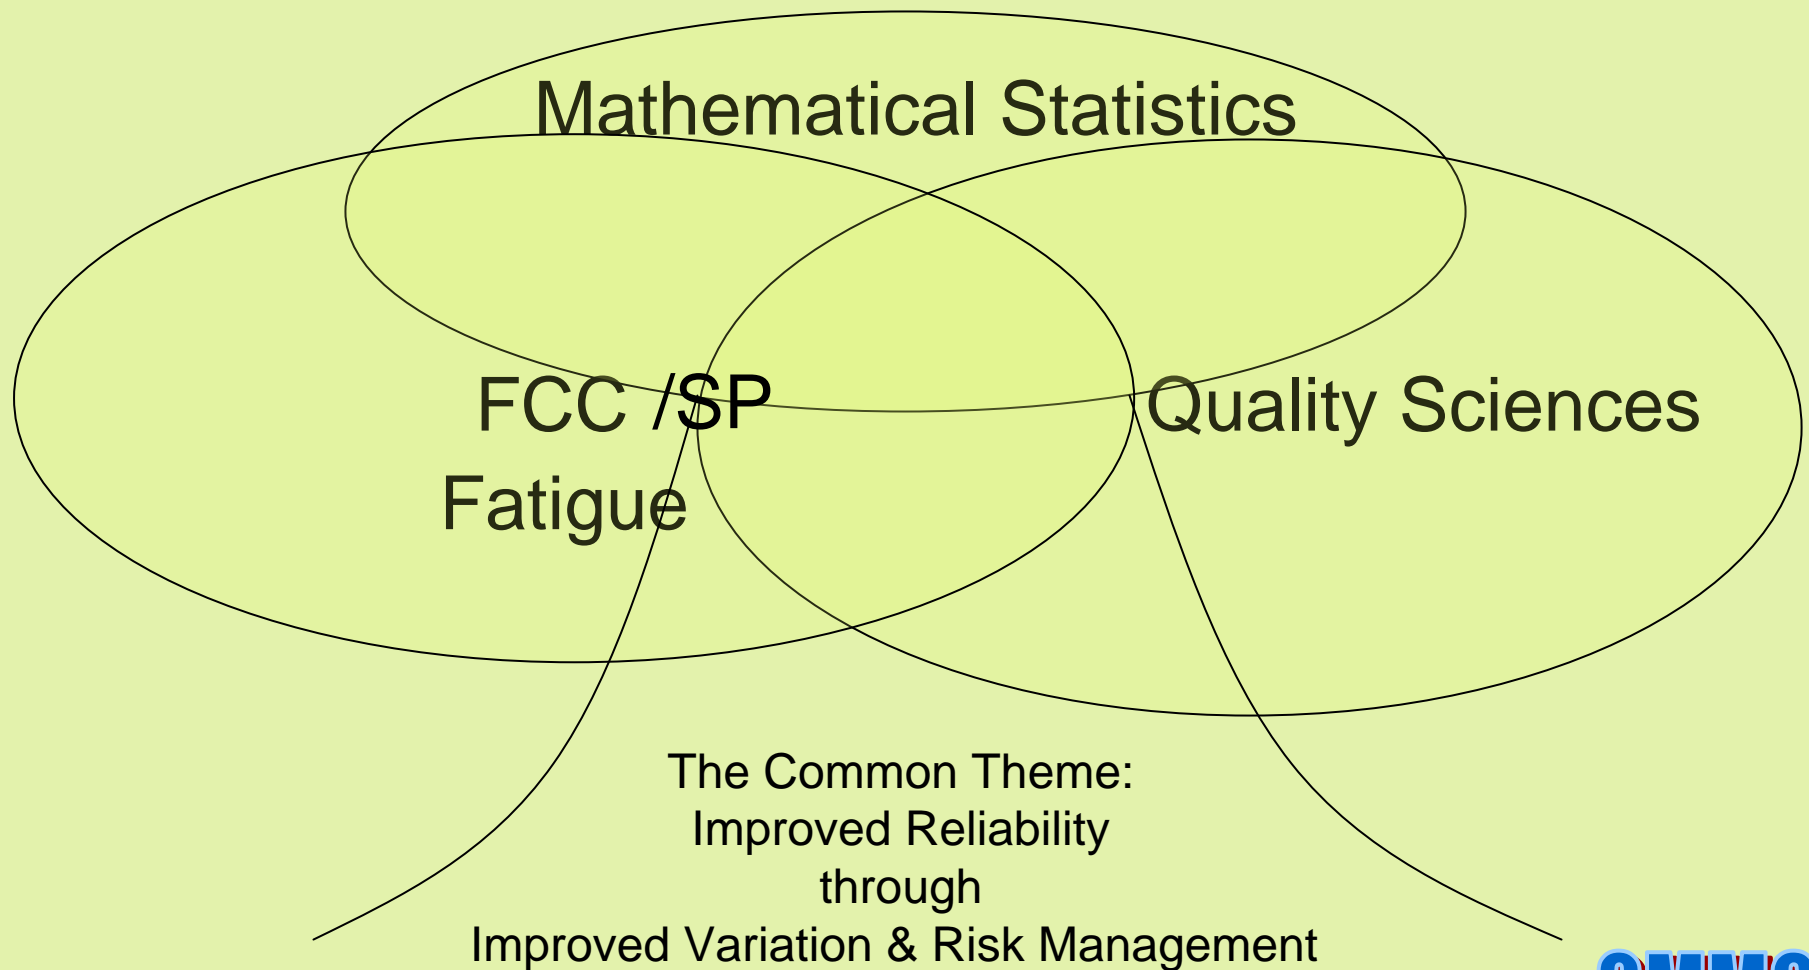 Mathematical Statistics
FCC /SP
Fatigue
Quality Sciences
The Common Theme:
Improved Reliability
through
Improved Variation & Risk Management